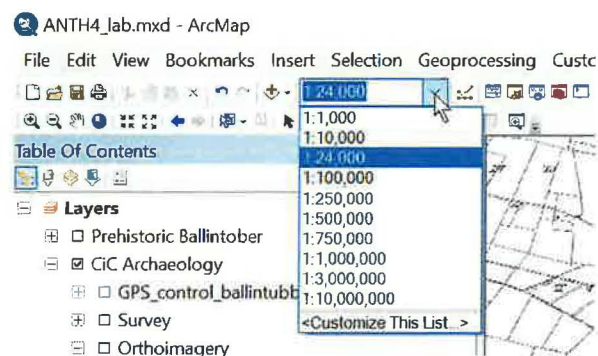 ANTH4_lab.mxd - ArcMap
File Edit View Bookmarks Insert Selection Geoprocessing Custo
1:24,000
1:1,000
1:10,000
1:24,000
1:100,000
1:250,000
1:500,000
1:750,000
1:1,000,000
1:3,000,000
1:10,000,000
<Customize This List...>
Table Of Contents
Layers
Prehistoric Ballintober
CiC Archaeology
GPS_control_ballintubb
Survey
Orthoimagery